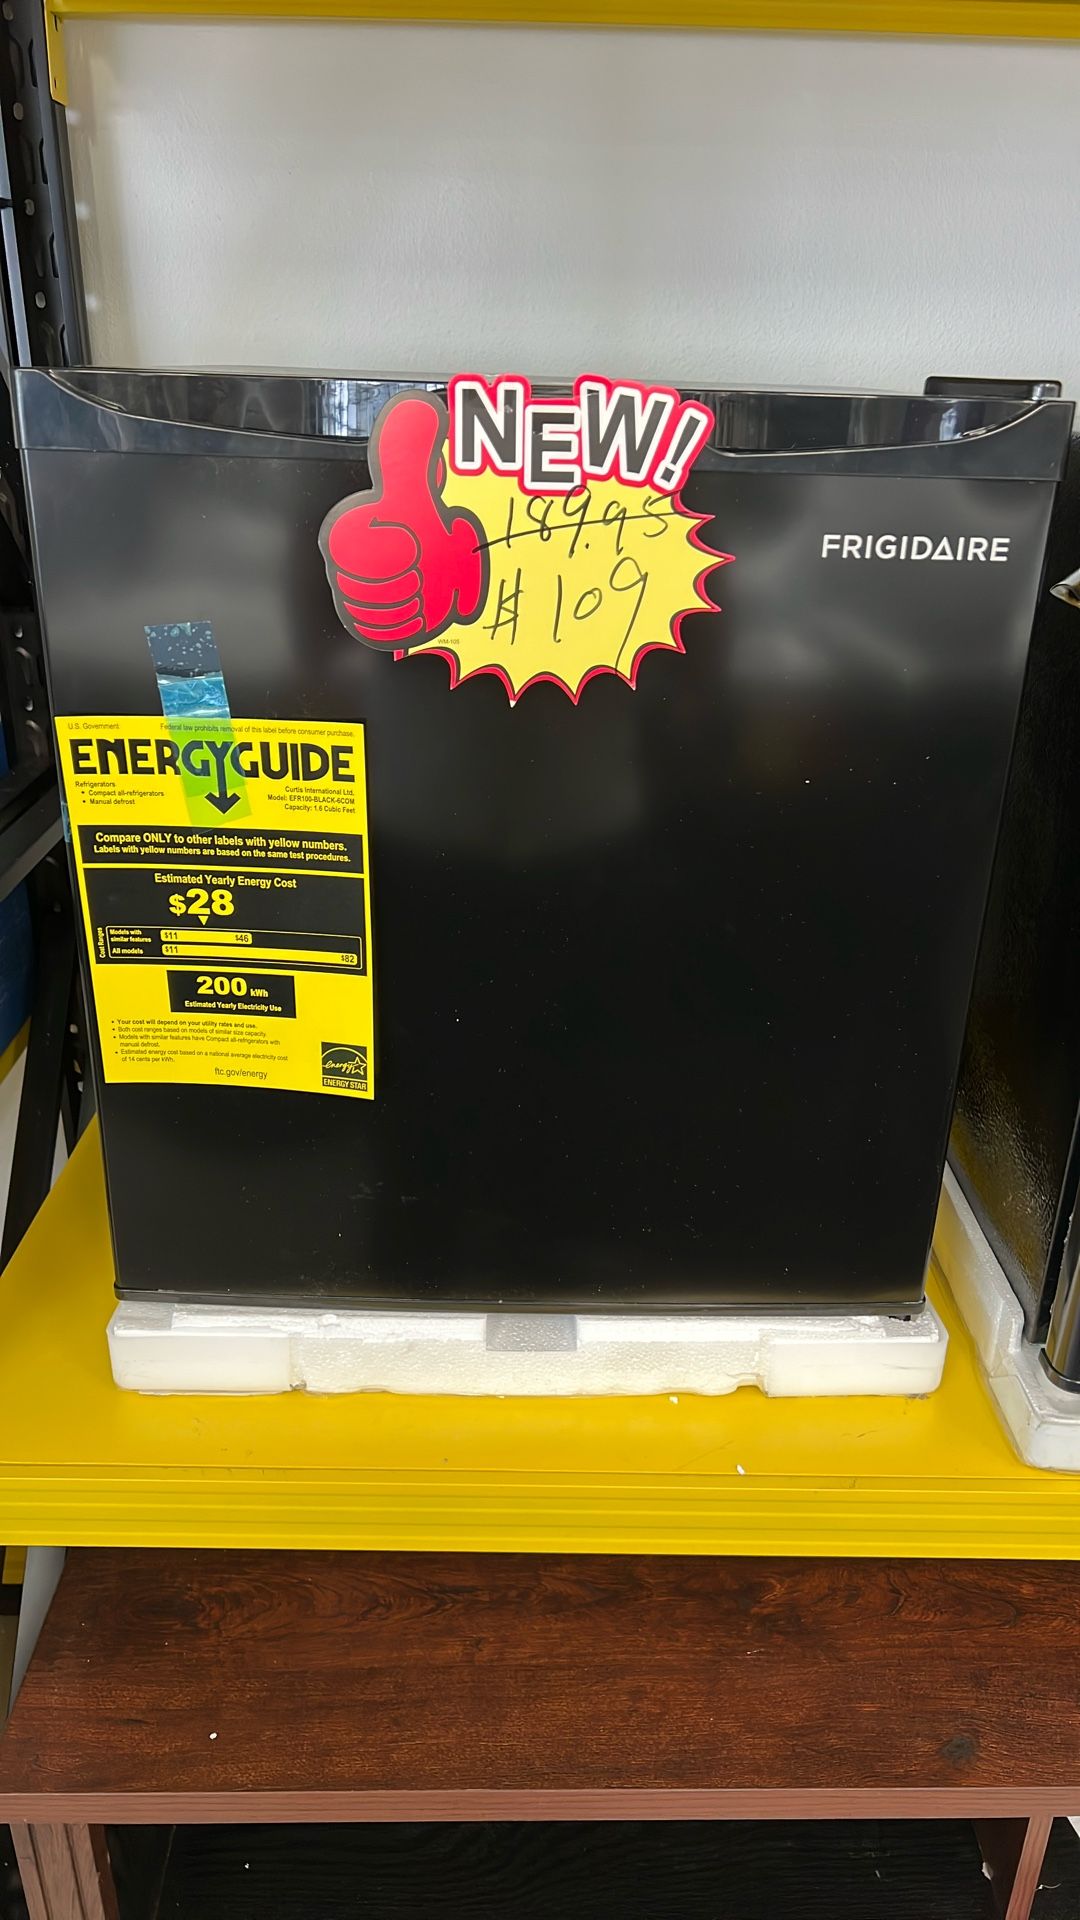 NEW!
189.95
$ 109
WM-105
FRIGIDAIRE
U.S. Government
Federal law prohibits removal of this label before consumer purchase.
ENERGYGUIDE
Refrigerators
• Compact all-refrigerators
• Manual defrost
Curtis International Ltd.
Model: EFR100-BLACK-6COM
Capacity: 1.6 Cubic Feet
Compare ONLY to other labels with yellow numbers.
Labels with yellow numbers are based on the same test procedures.
Estimated Yearly Energy Cost
$28
Cost Ranges
Models with
similar features
$11
$46
All models
$11
$82
200 kWh
Estimated Yearly Electricity Use
• Your cost will depend on your utility rates and use.
• Both cost ranges based on models of similar size capacity.
• Models with similar features have Compact all-refrigerators with
manual defrost.
• Estimated energy cost based on a national average electricity cost
of 14 cents per kWh.
ftc.gov/energy
energy
ENERGY STAR